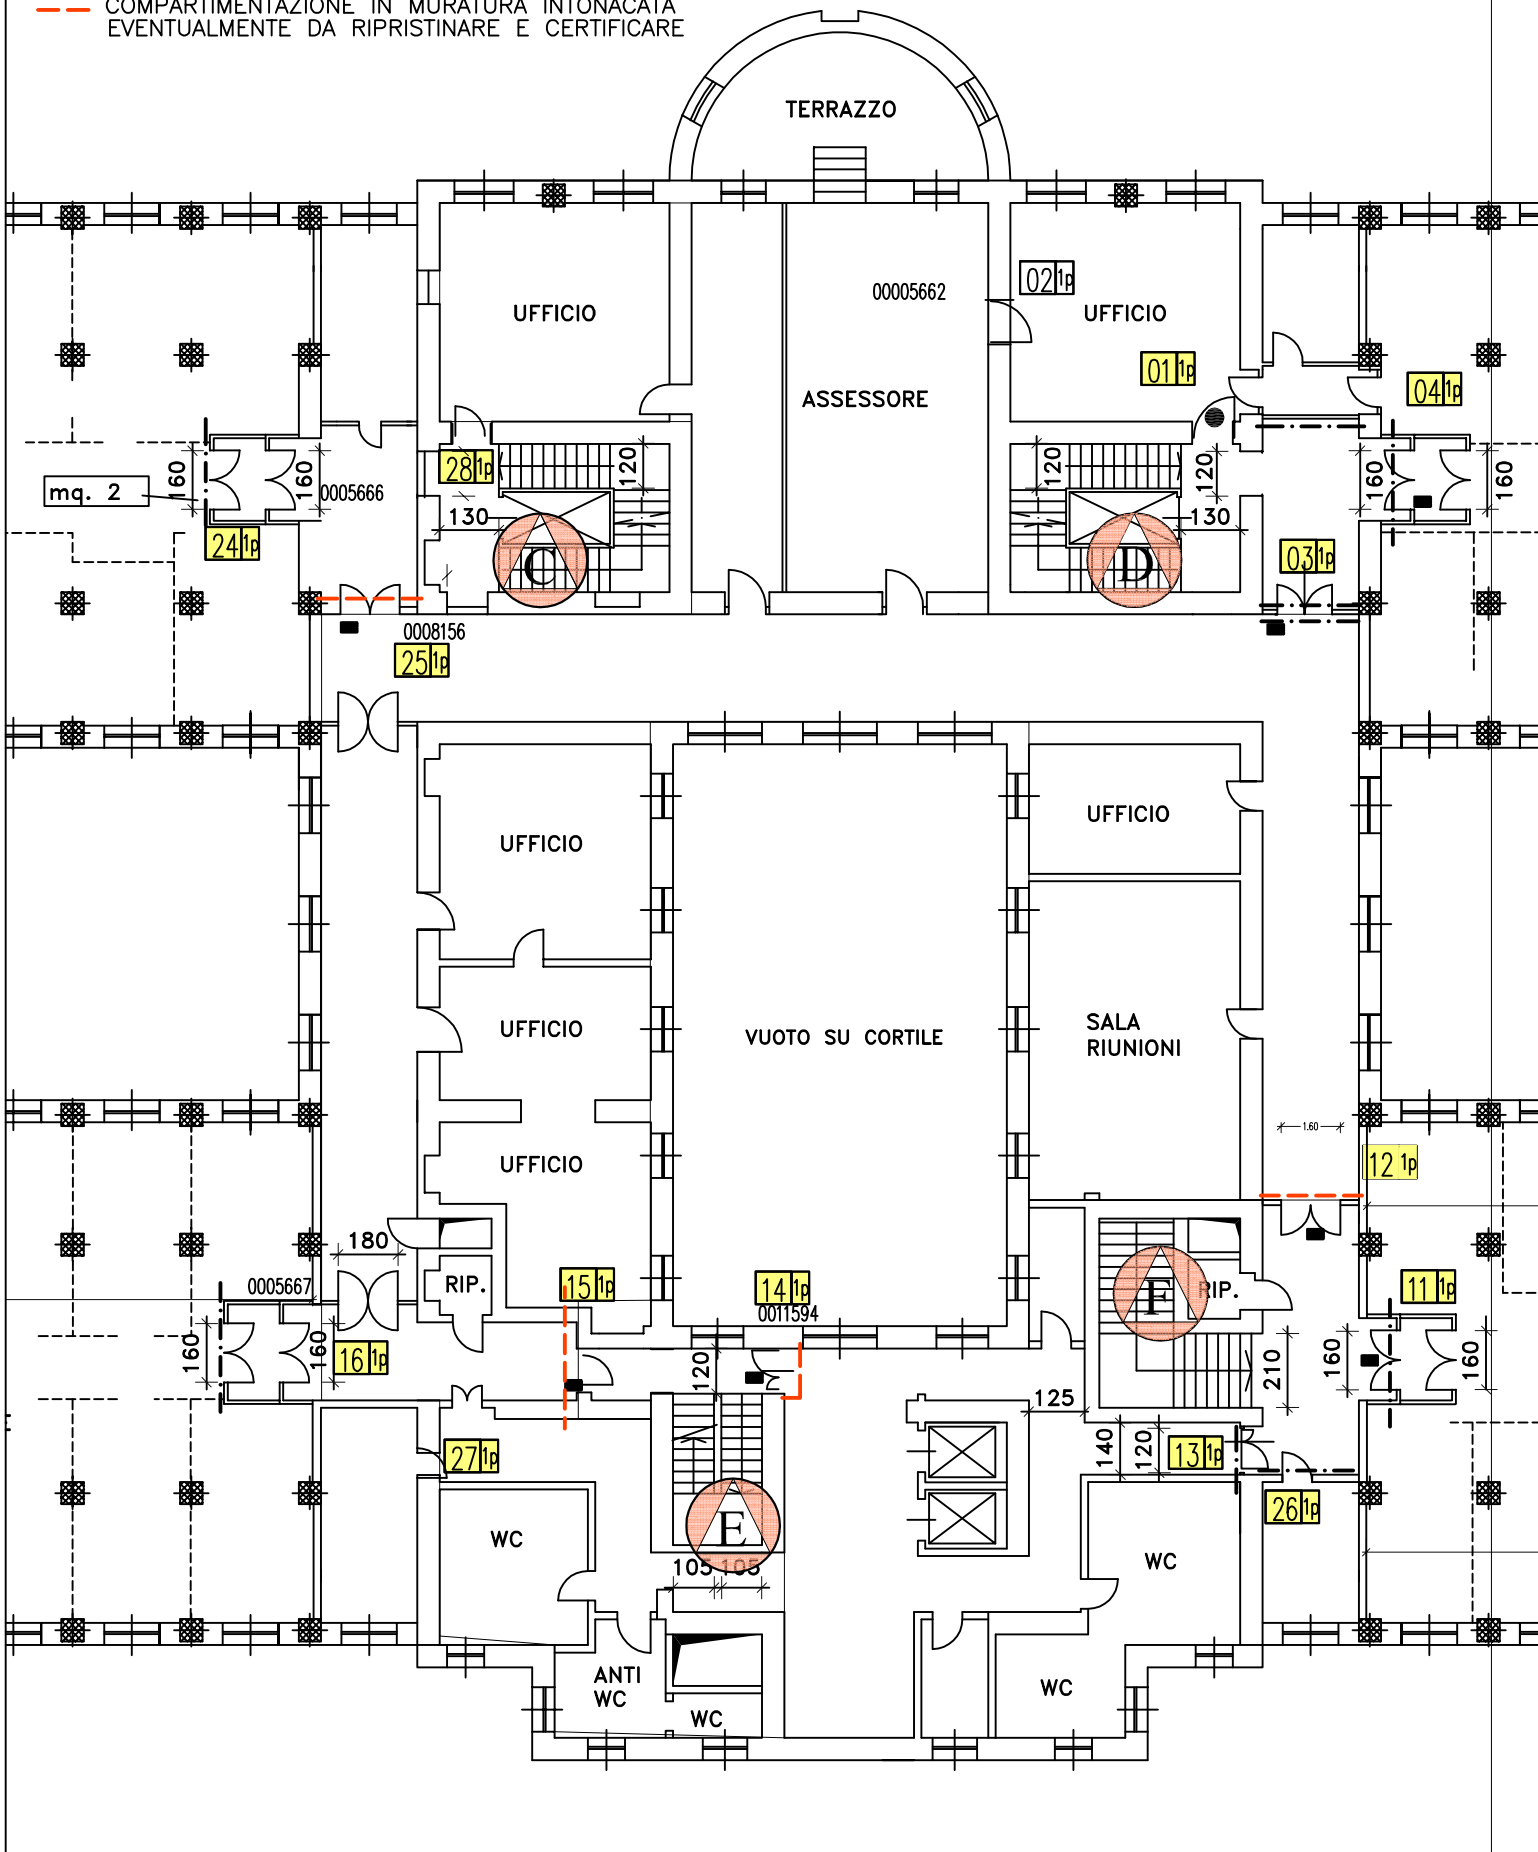 COMPARTIMENTAZIONE IN MURATURA INTONACATA
EVENTUALMENTE DA RIPRISTINARE E CERTIFICARE
TERRAZZO
UFFICIO
00005662
02 1p
UFFICIO
01 1p
04 1p
ASSESSORE
28 1p
120
120
120
160
160
160
160
mq. 2
0005666
130
130
24 1p
C
D
03 1p
0008156
25 1p
UFFICIO
UFFICIO
UFFICIO
VUOTO SU CORTILE
SALA
RIUNIONI
1.60
UFFICIO
12 1p
180
0005667
RIP.
15 1p
14 1p
0011594
F
RIP.
11 1p
160
160
16 1p
120
210
160
160
125
27 1p
140
120
13 1p
26 1p
WC
E
105
105
WC
ANTI
WC
WC
WC